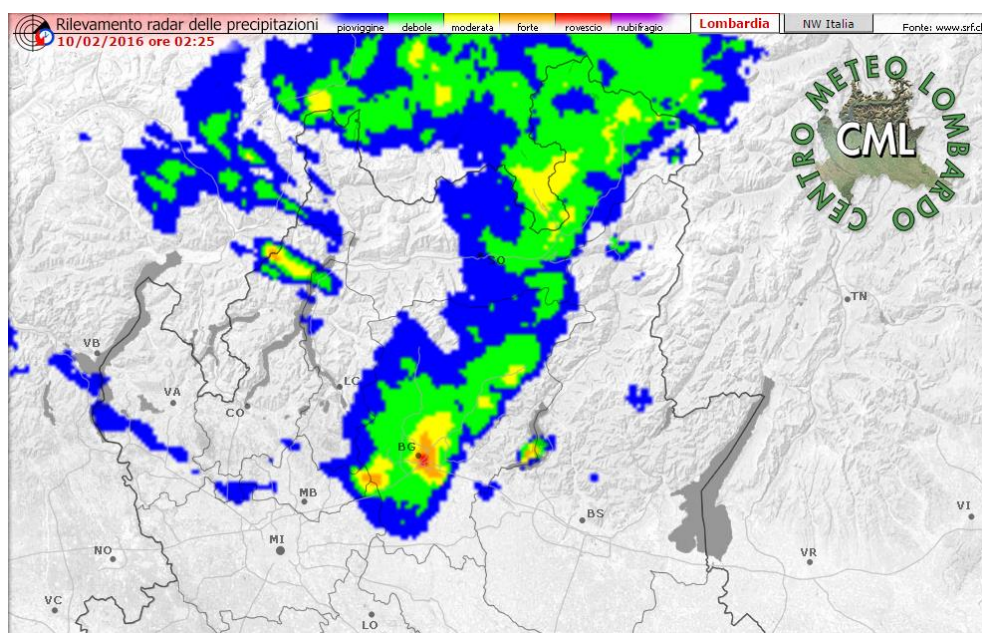 Rilevamento radar delle precipitazioni
pioviggine debole moderata forte rovescio nubifragio
Lombardia
NW Italia
Fonte: www.srf.cl
10/02/2016 ore 02:25
CENTRO METEO LOMBARDO
CML
SO
TN
VB
VA
CO
LC
BG
MB
BS
VI
MI
NO
VR
VC
LO